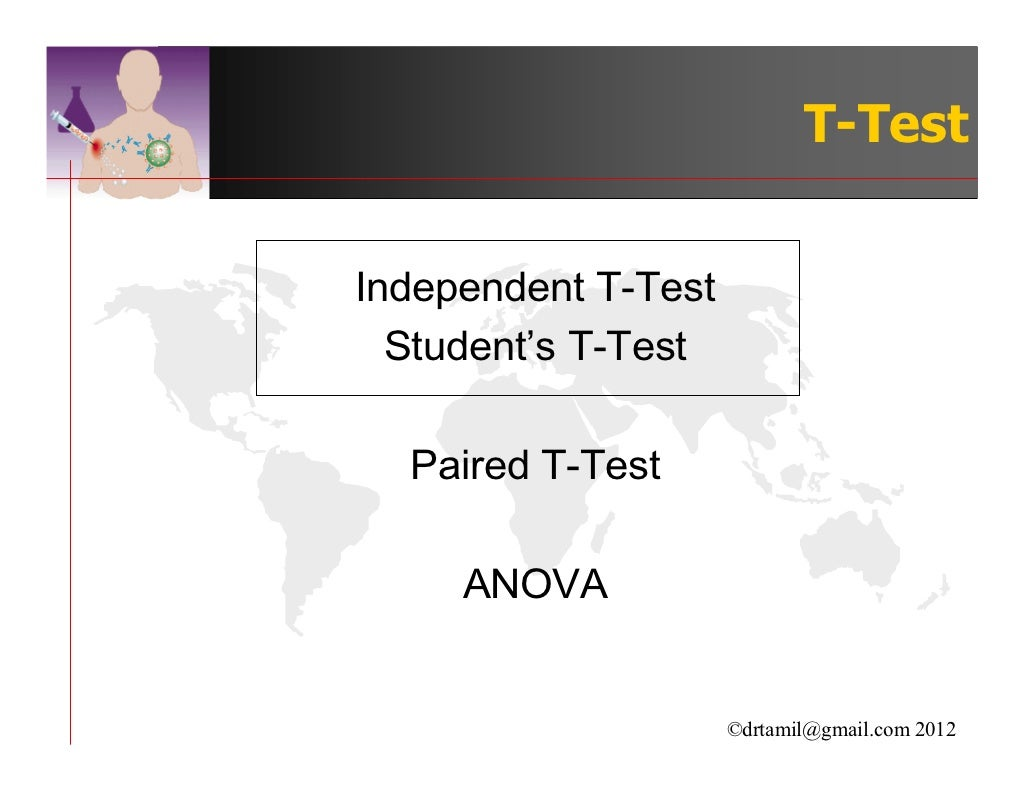 T-Test
Independent T-Test
Student’s T-Test
Paired T-Test
ANOVA
©drtamil@gmail.com 2012